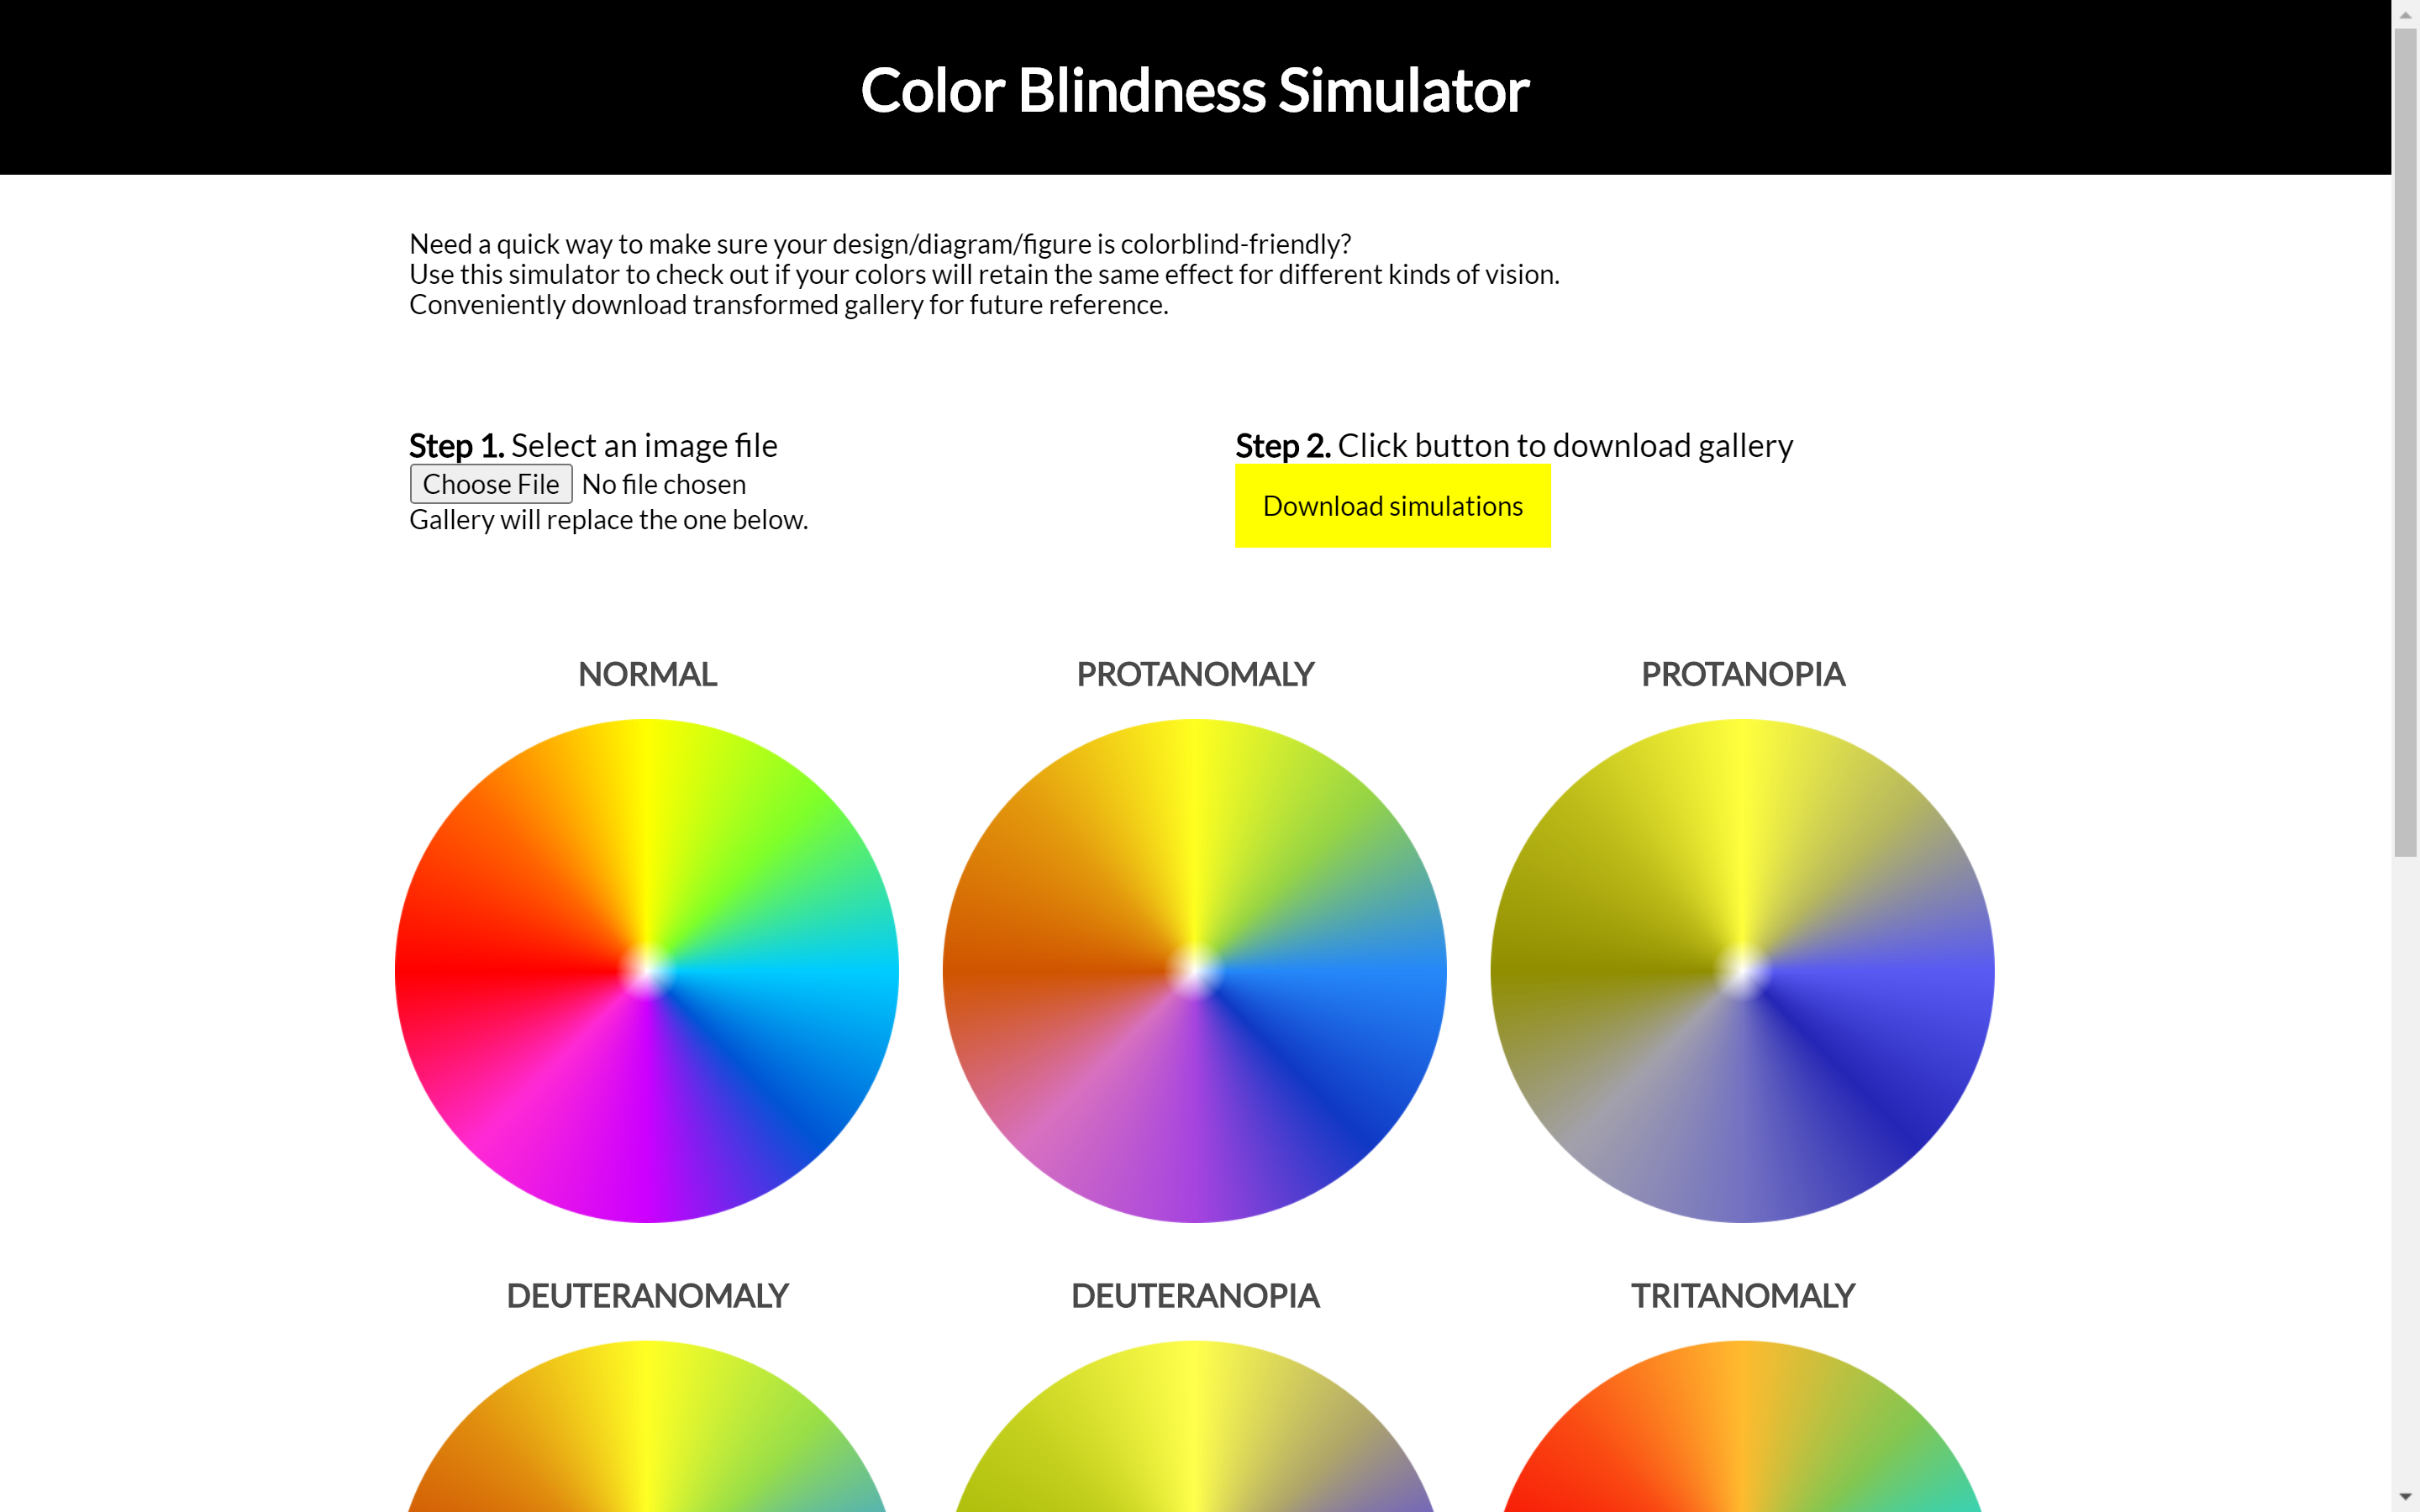 Color Blindness Simulator
Need a quick way to make sure your design/diagram/figure is colorblind-friendly?
Use this simulator to check out if your colors will retain the same effect for different kinds of vision.
Conveniently download transformed gallery for future reference.
Step 1. Select an image file
Choose File No file chosen
Gallery will replace the one below.
Step 2. Click button to download gallery
Download simulations
NORMAL
PROTANOMALY
PROTANOPIA
DEUTERANOMALY
DEUTERANOPIA
TRITANOMALY